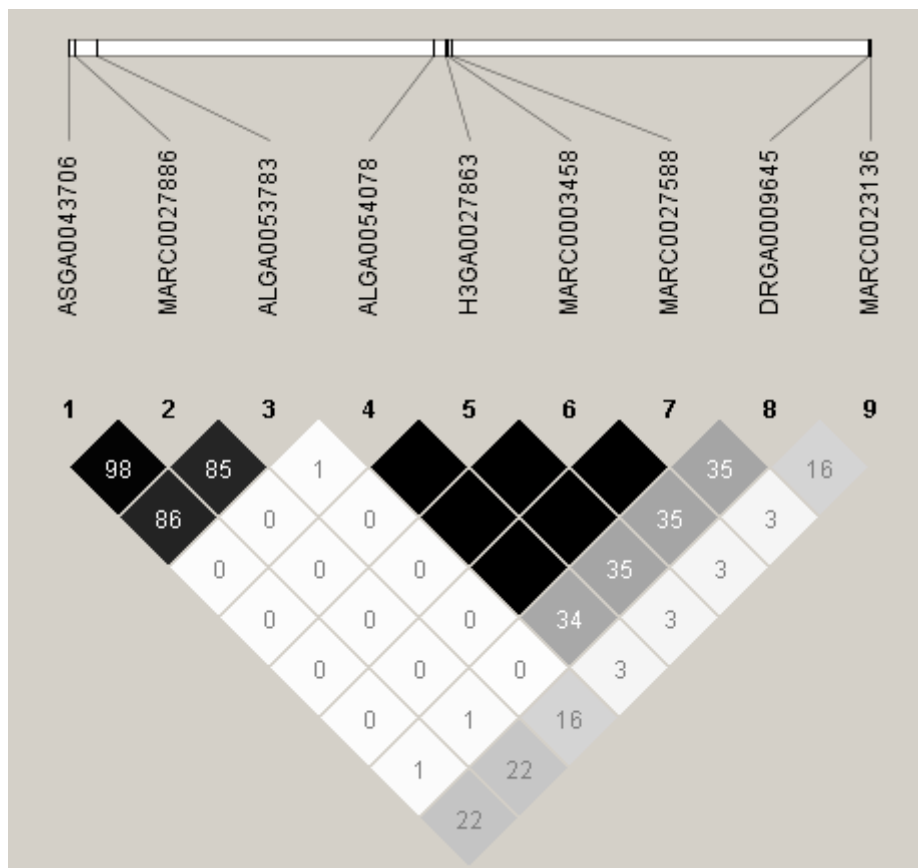 ASGA0043706
MARC0027886
ALGA0053783
ALGA0054078
H3GA0027863
MARC0003458
MARC0027588
DRGA0009645
MARC0023136
1 2 3 4 5 6 7 8 9
98 85 1 35 16
86 0 0 35 3
0 0 0 35 3
0 0 0 34 3
0 0 0 3
0 1 16
1 22
22